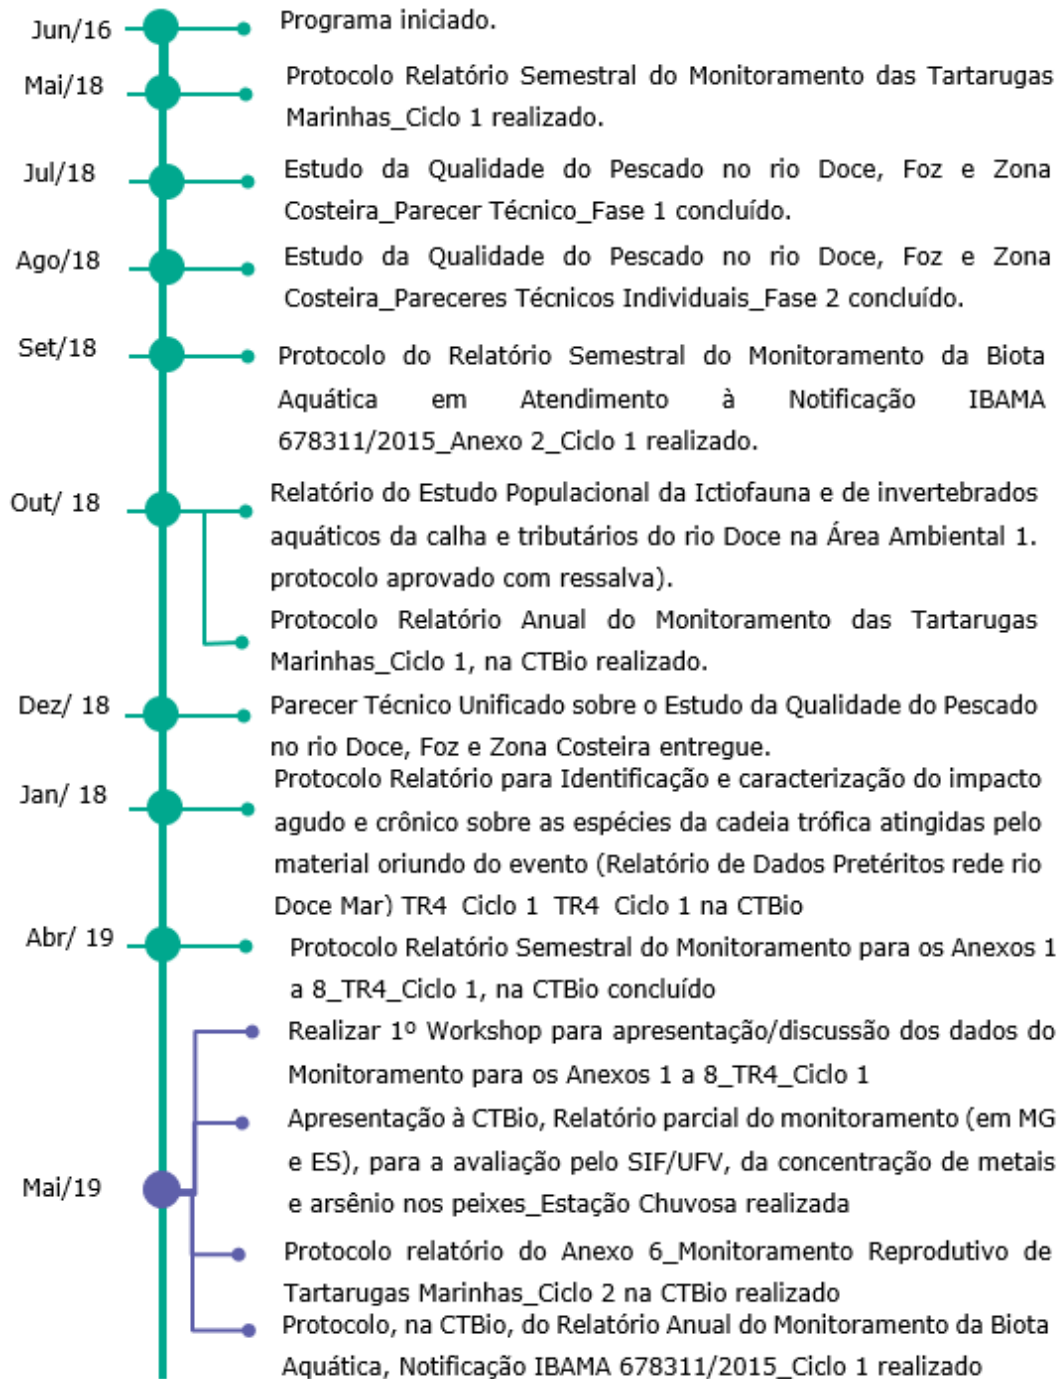 Jun/16
Programa iniciado.
Mai/18
Protocolo Relatório Semestral do Monitoramento das Tartarugas
Marinhas_Ciclo 1 realizado.
Jul/18
Estudo da Qualidade do Pescado no rio Doce, Foz e Zona
Costeira_Parecer Técnico_Fase 1 concluído.
Ago/18
Estudo da Qualidade do Pescado no rio Doce, Foz e Zona
Costeira_Pareceres Técnicos Individuais_Fase 2 concluído.
Set/18
Protocolo do Relatório Semestral do Monitoramento da Biota
Aquática em Atendimento à Notificação IBAMA
678311/2015_Anexo 2_Ciclo 1 realizado.
Out/ 18
Relatório do Estudo Populacional da Ictiofauna e de invertebrados
aquáticos da calha e tributários do rio Doce na Área Ambiental 1.
protocolo aprovado com ressalva).
Protocolo Relatório Anual do Monitoramento das Tartarugas
Marinhas_Ciclo 1, na CTBio realizado.
Dez/ 18
Parecer Técnico Unificado sobre o Estudo da Qualidade do Pescado
no rio Doce, Foz e Zona Costeira entregue.
Jan/ 18
Protocolo Relatório para Identificação e caracterização do impacto
agudo e crônico sobre as espécies da cadeia trófica atingidas pelo
material oriundo do evento (Relatório de Dados Pretéritos rede rio
Doce Mar) TR4 Ciclo 1 TR4 Ciclo 1 na CTBio
Abr/ 19
Protocolo Relatório Semestral do Monitoramento para os Anexos 1
a 8_TR4_Ciclo 1, na CTBio concluído
Mai/19
Realizar 1º Workshop para apresentação/discussão dos dados do
Monitoramento para os Anexos 1 a 8_TR4_Ciclo 1
Apresentação à CTBio, Relatório parcial do monitoramento (em MG
e ES), para a avaliação pelo SIF/UFV, da concentração de metais
e arsênio nos peixes_Estação Chuvosa realizada
Protocolo relatório do Anexo 6_Monitoramento Reprodutivo de
Tartarugas Marinhas_Ciclo 2 na CTBio realizado
Protocolo, na CTBio, do Relatório Anual do Monitoramento da Biota
Aquática, Notificação IBAMA 678311/2015_Ciclo 1 realizado